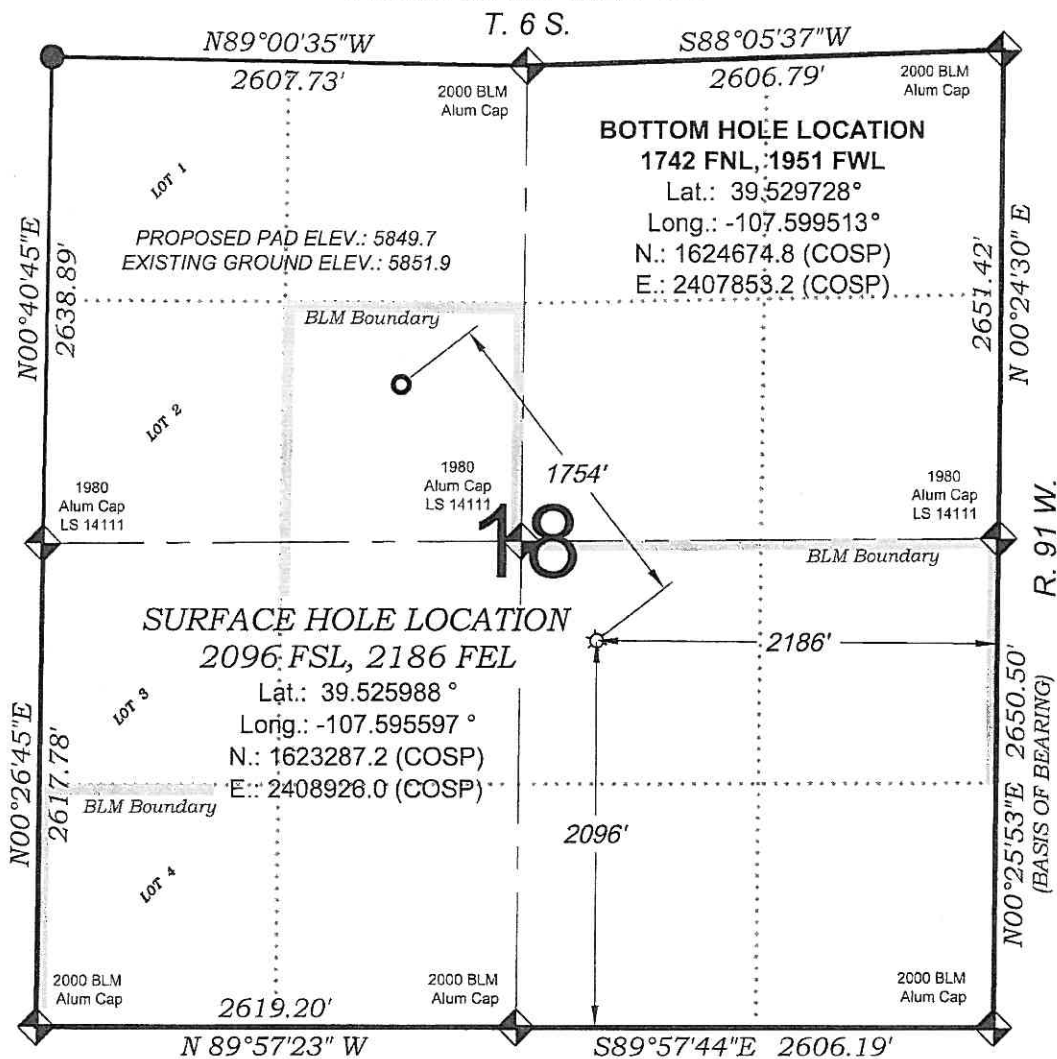 T. 6 S.
N89°00'35"W
S88°05'37"W
2607.73'
2606.79'
2000 BLM
Alum Cap
2000 BLM
Alum Cap
BOTTOM HOLE LOCATION
1742 FNL, 1951 FWL
Lat.: 39.529728°
Long.: -107.599513°
N.: 1624674.8 (COSP)
E.: 2407853.2 (COSP)
LOT 1
PROPOSED PAD ELEV.: 5849.7
EXISTING GROUND ELEV.: 5851.9
N00°40'45"E
2638.89'
2651.42'
N 00°24'30" E
BLM Boundary
LOT 2
1754'
1980
Alum Cap
LS 14111
1980
Alum Cap
LS 14111
1980
Alum Cap
LS 14111
18
BLM Boundary
R. 91 W.
SURFACE HOLE LOCATION
2096 FSL, 2186 FEL
Lat.: 39.525988 °
Long.: -107.595597 °
N.: 1623287.2 (COSP)
E.: 2408926.0 (COSP)
2186'
LOT 3
N00°26'45"E
2617.78'
BLM Boundary
2096'
N00°25'53"E 2650.50'
(BASIS OF BEARING)
LOT 4
2000 BLM
Alum Cap
2000 BLM
Alum Cap
2000 BLM
Alum Cap
2619.20'
N 89°57'23" W
S89°57'44"E 2606.19'